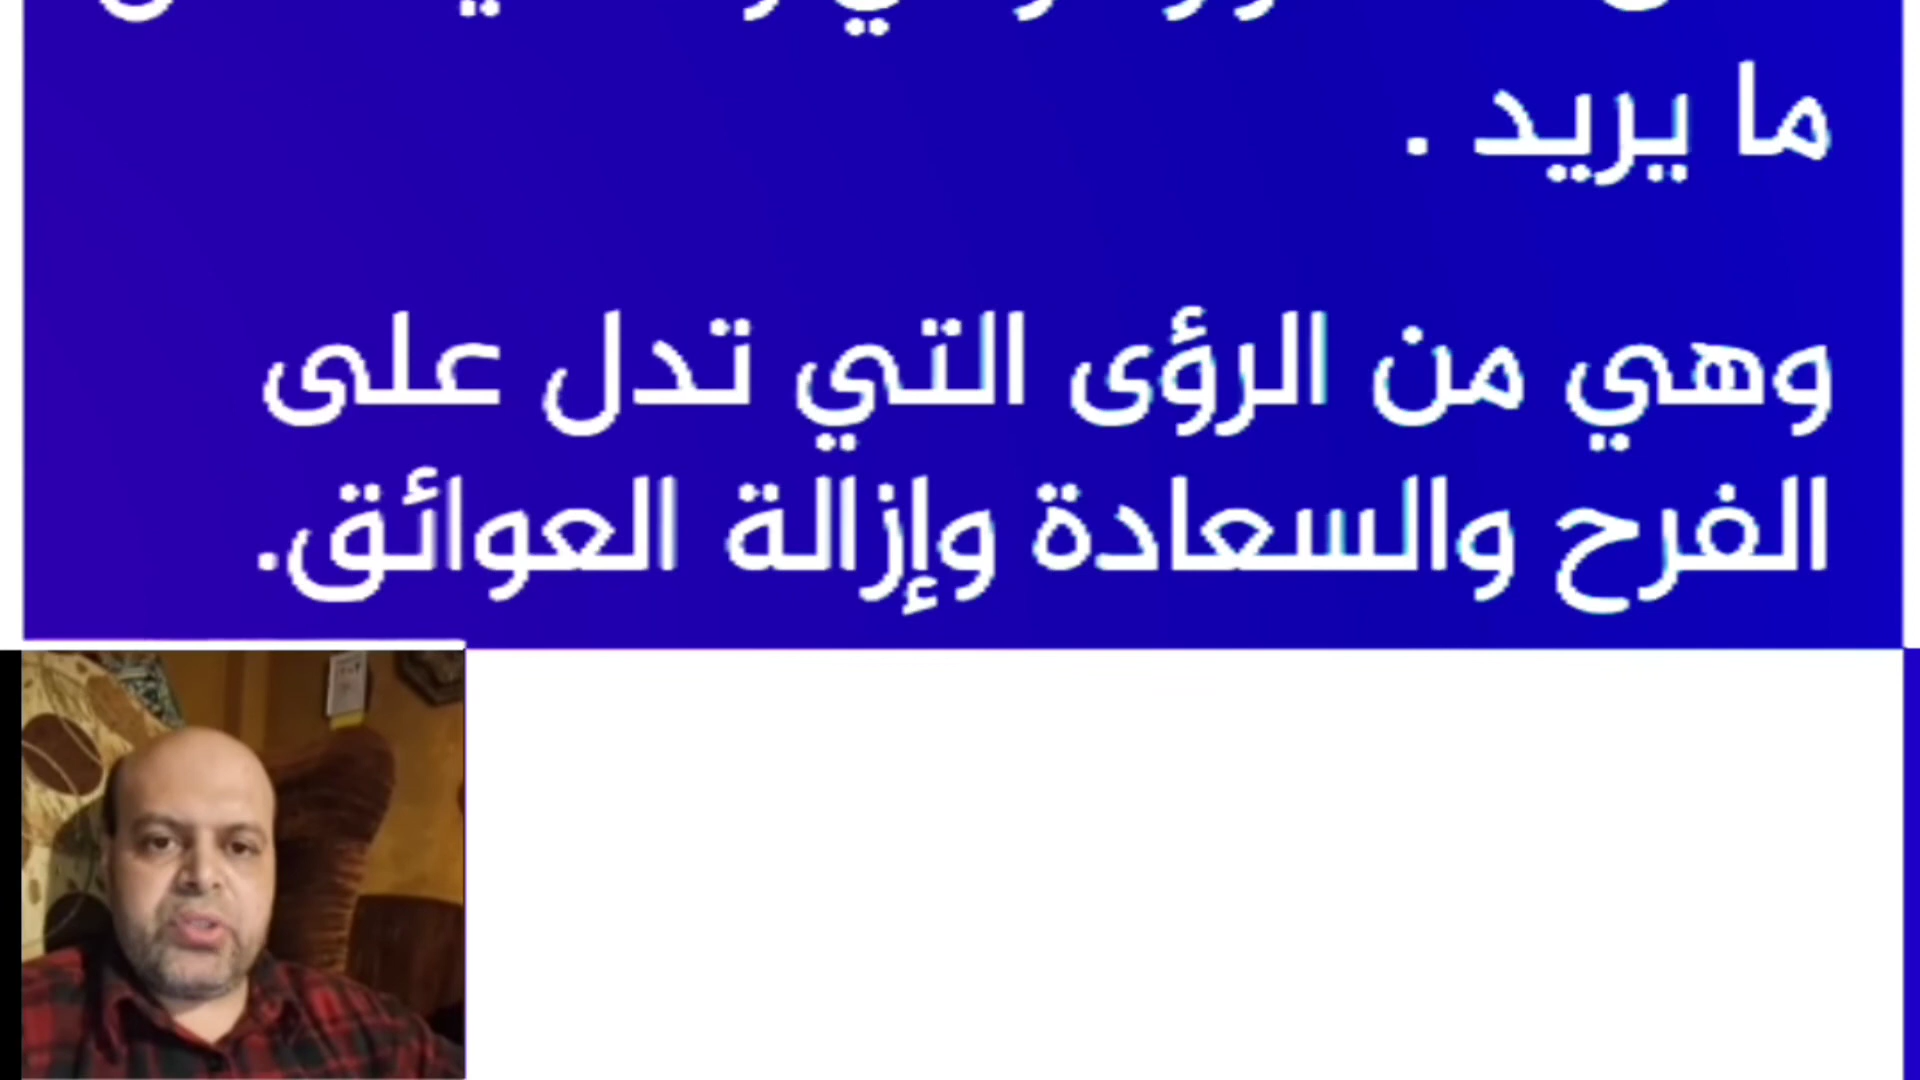 ما يريد .
وهي من الرؤى التي تدل على
الفرح والسعادة وإزالة العوائق.